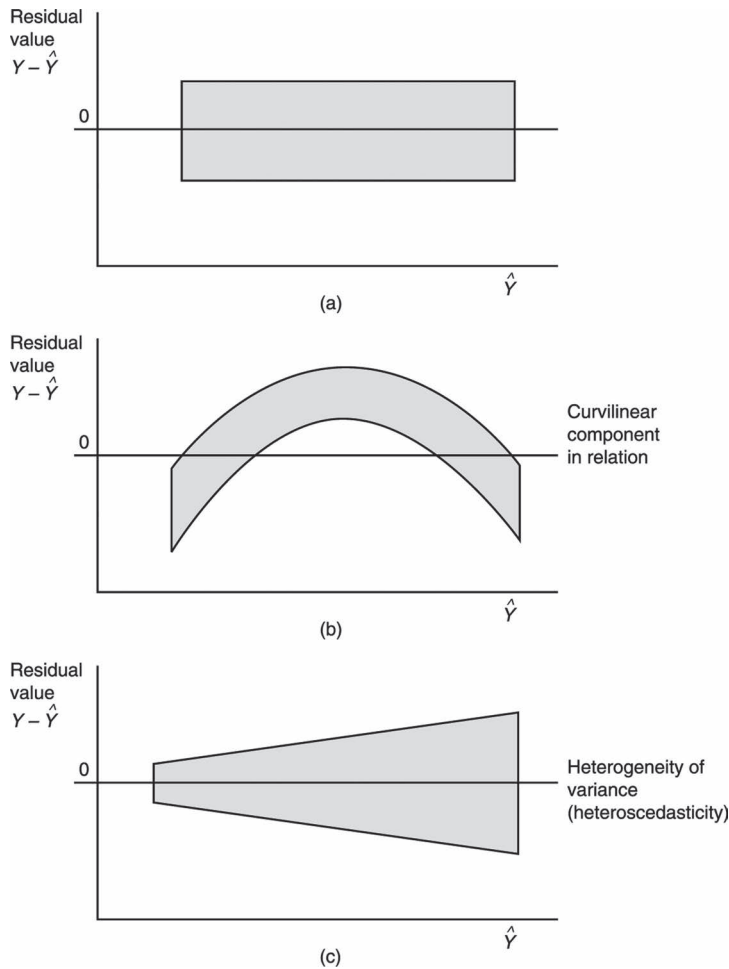 Residual
value
Y – Ŷ
0
Ŷ
(a)
Residual
value
Y – Ŷ
0
Curvilinear
component
in relation
Ŷ
(b)
Residual
value
Y – Ŷ
0
Heterogeneity of
variance
(heteroscedasticity)
Ŷ
(c)